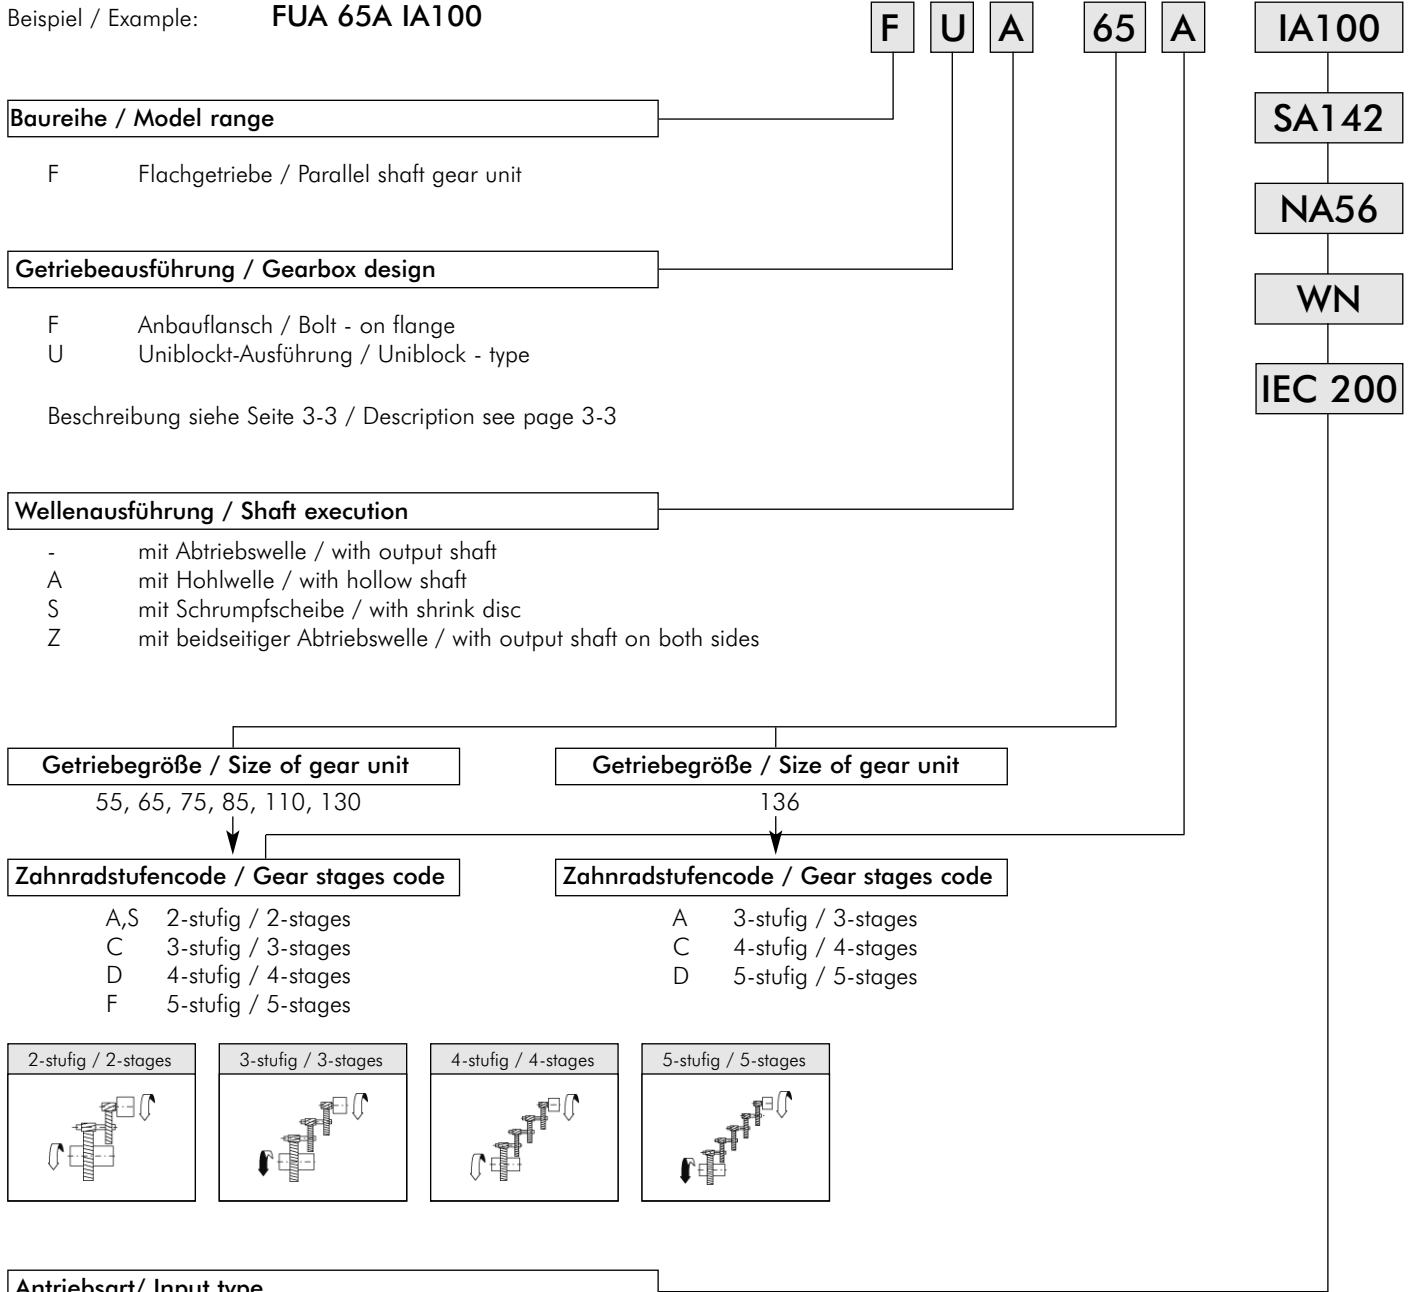 Beispiel / Example: FUA 65A IA100
F U A 65 A IA100
Baureihe / Model range
SA142
F Flachgetriebe / Parallel shaft gear unit
NA56
Getriebeausführung / Gearbox design
WN
F Anbauflansch / Bolt - on flange
U Uniblockt-Ausführung / Uniblock - type
IEC 200
Beschreibung siehe Seite 3-3 / Description see page 3-3
Wellenausführung / Shaft execution
- mit Abtriebswelle / with output shaft
A mit Hohlwelle / with hollow shaft
S mit Schrumpfscheibe / with shrink disc
Z mit beidseitiger Abtriebswelle / with output shaft on both sides
Getriebegröße / Size of gear unit
55, 65, 75, 85, 110, 130
Zahnradstufencode / Gear stages code
A,S 2-stufig / 2-stages
C 3-stufig / 3-stages
D 4-stufig / 4-stages
F 5-stufig / 5-stages
Getriebegröße / Size of gear unit
136
Zahnradstufencode / Gear stages code
A 3-stufig / 3-stages
C 4-stufig / 4-stages
D 5-stufig / 5-stages
2-stufig / 2-stages
3-stufig / 3-stages
4-stufig / 4-stages
5-stufig / 5-stages
Antriebsart/ Input type